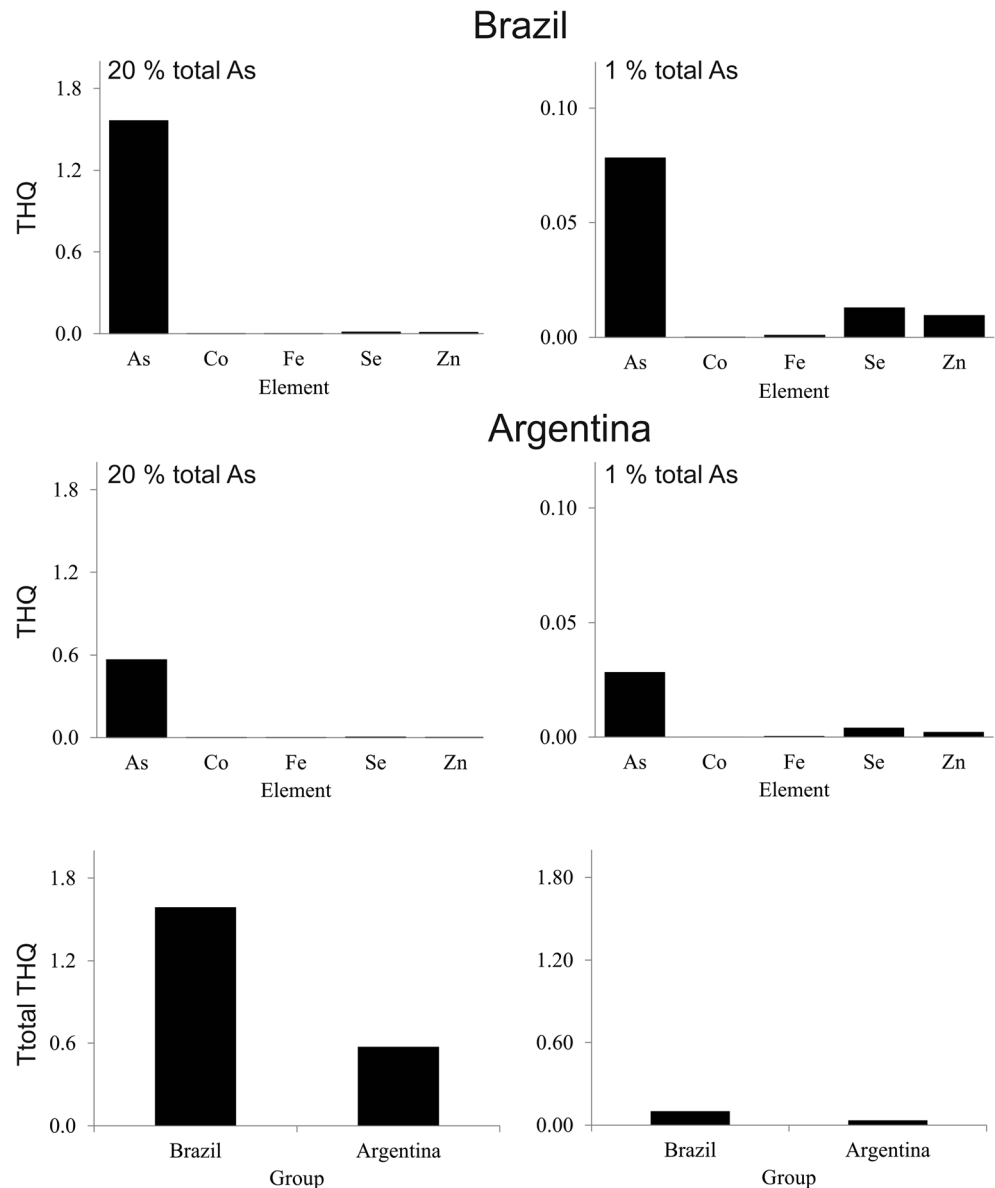 Brazil
20 % total As
1.8
1.2
0.6
0.0
THQ
As Co Fe Se Zn
Element
1 % total As
0.10
0.05
0.00
As Co Fe Se Zn
Element
Argentina
20 % total As
1.8
1.2
0.6
0.0
THQ
As Co Fe Se Zn
Element
1 % total As
0.10
0.05
0.00
As Co Fe Se Zn
Element
1.8
1.2
0.6
0.0
Ttotal THQ
Brazil Argentina
Group
1.80
1.20
0.60
0.00
Brazil Argentina
Group